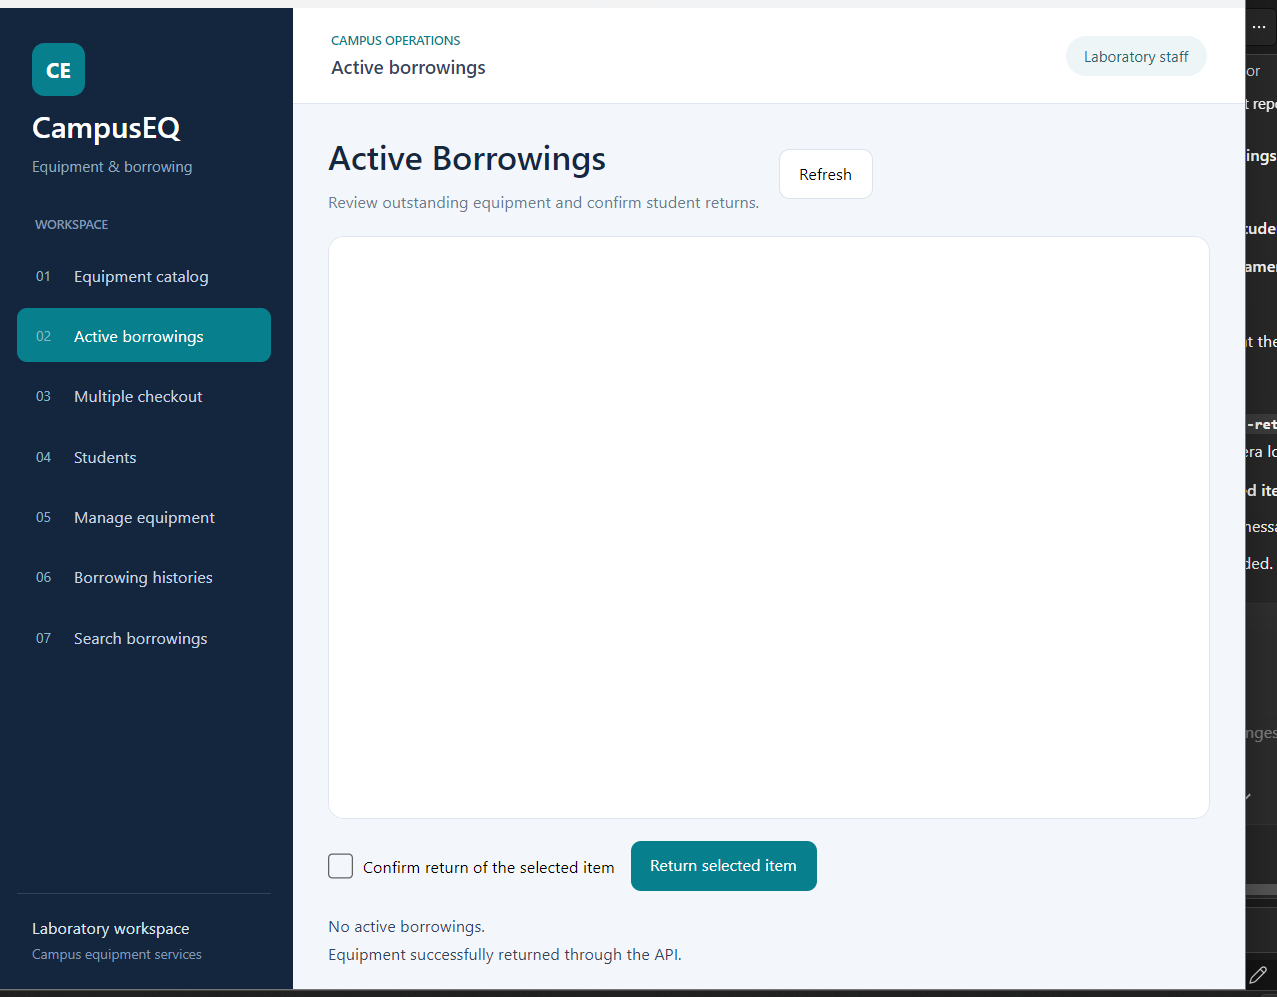 CE
CampusEQ
Equipment & borrowing
WORKSPACE
01 Equipment catalog
02 Active borrowings
03 Multiple checkout
04 Students
05 Manage equipment
06 Borrowing histories
07 Search borrowings
Laboratory workspace
Campus equipment services
CAMPUS OPERATIONS
Active borrowings
Laboratory staff
Active Borrowings
Refresh
Review outstanding equipment and confirm student returns.
Confirm return of the selected item
Return selected item
No active borrowings.
Equipment successfully returned through the API.